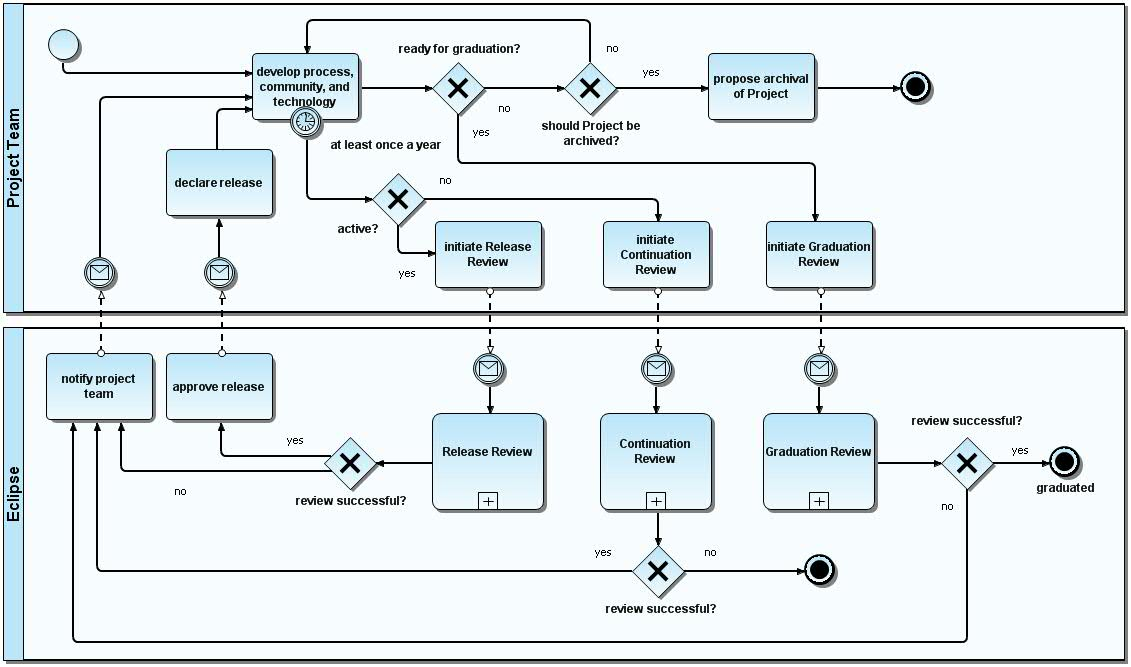 Project Team
develop process,
community, and
technology
ready for graduation?
no
yes
no
yes
should Project be
archived?
propose archival
of Project
at least once a year
declare release
no
active?
yes
initiate Release
Review
initiate
Continuation
Review
initiate Graduation
Review
Eclipse
notify project
team
approve release
yes
no
review successful?
Release Review
Continuation
Review
Graduation Review
review successful?
yes
graduated
no
yes
no
review successful?